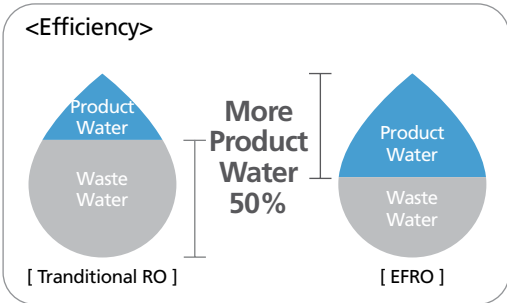 <Efficiency>
Product
Water
Waste
Water
[ Tranditional RO ]
More
Product
Water
50%
Product
Water
Waste
Water
[ EFRO ]